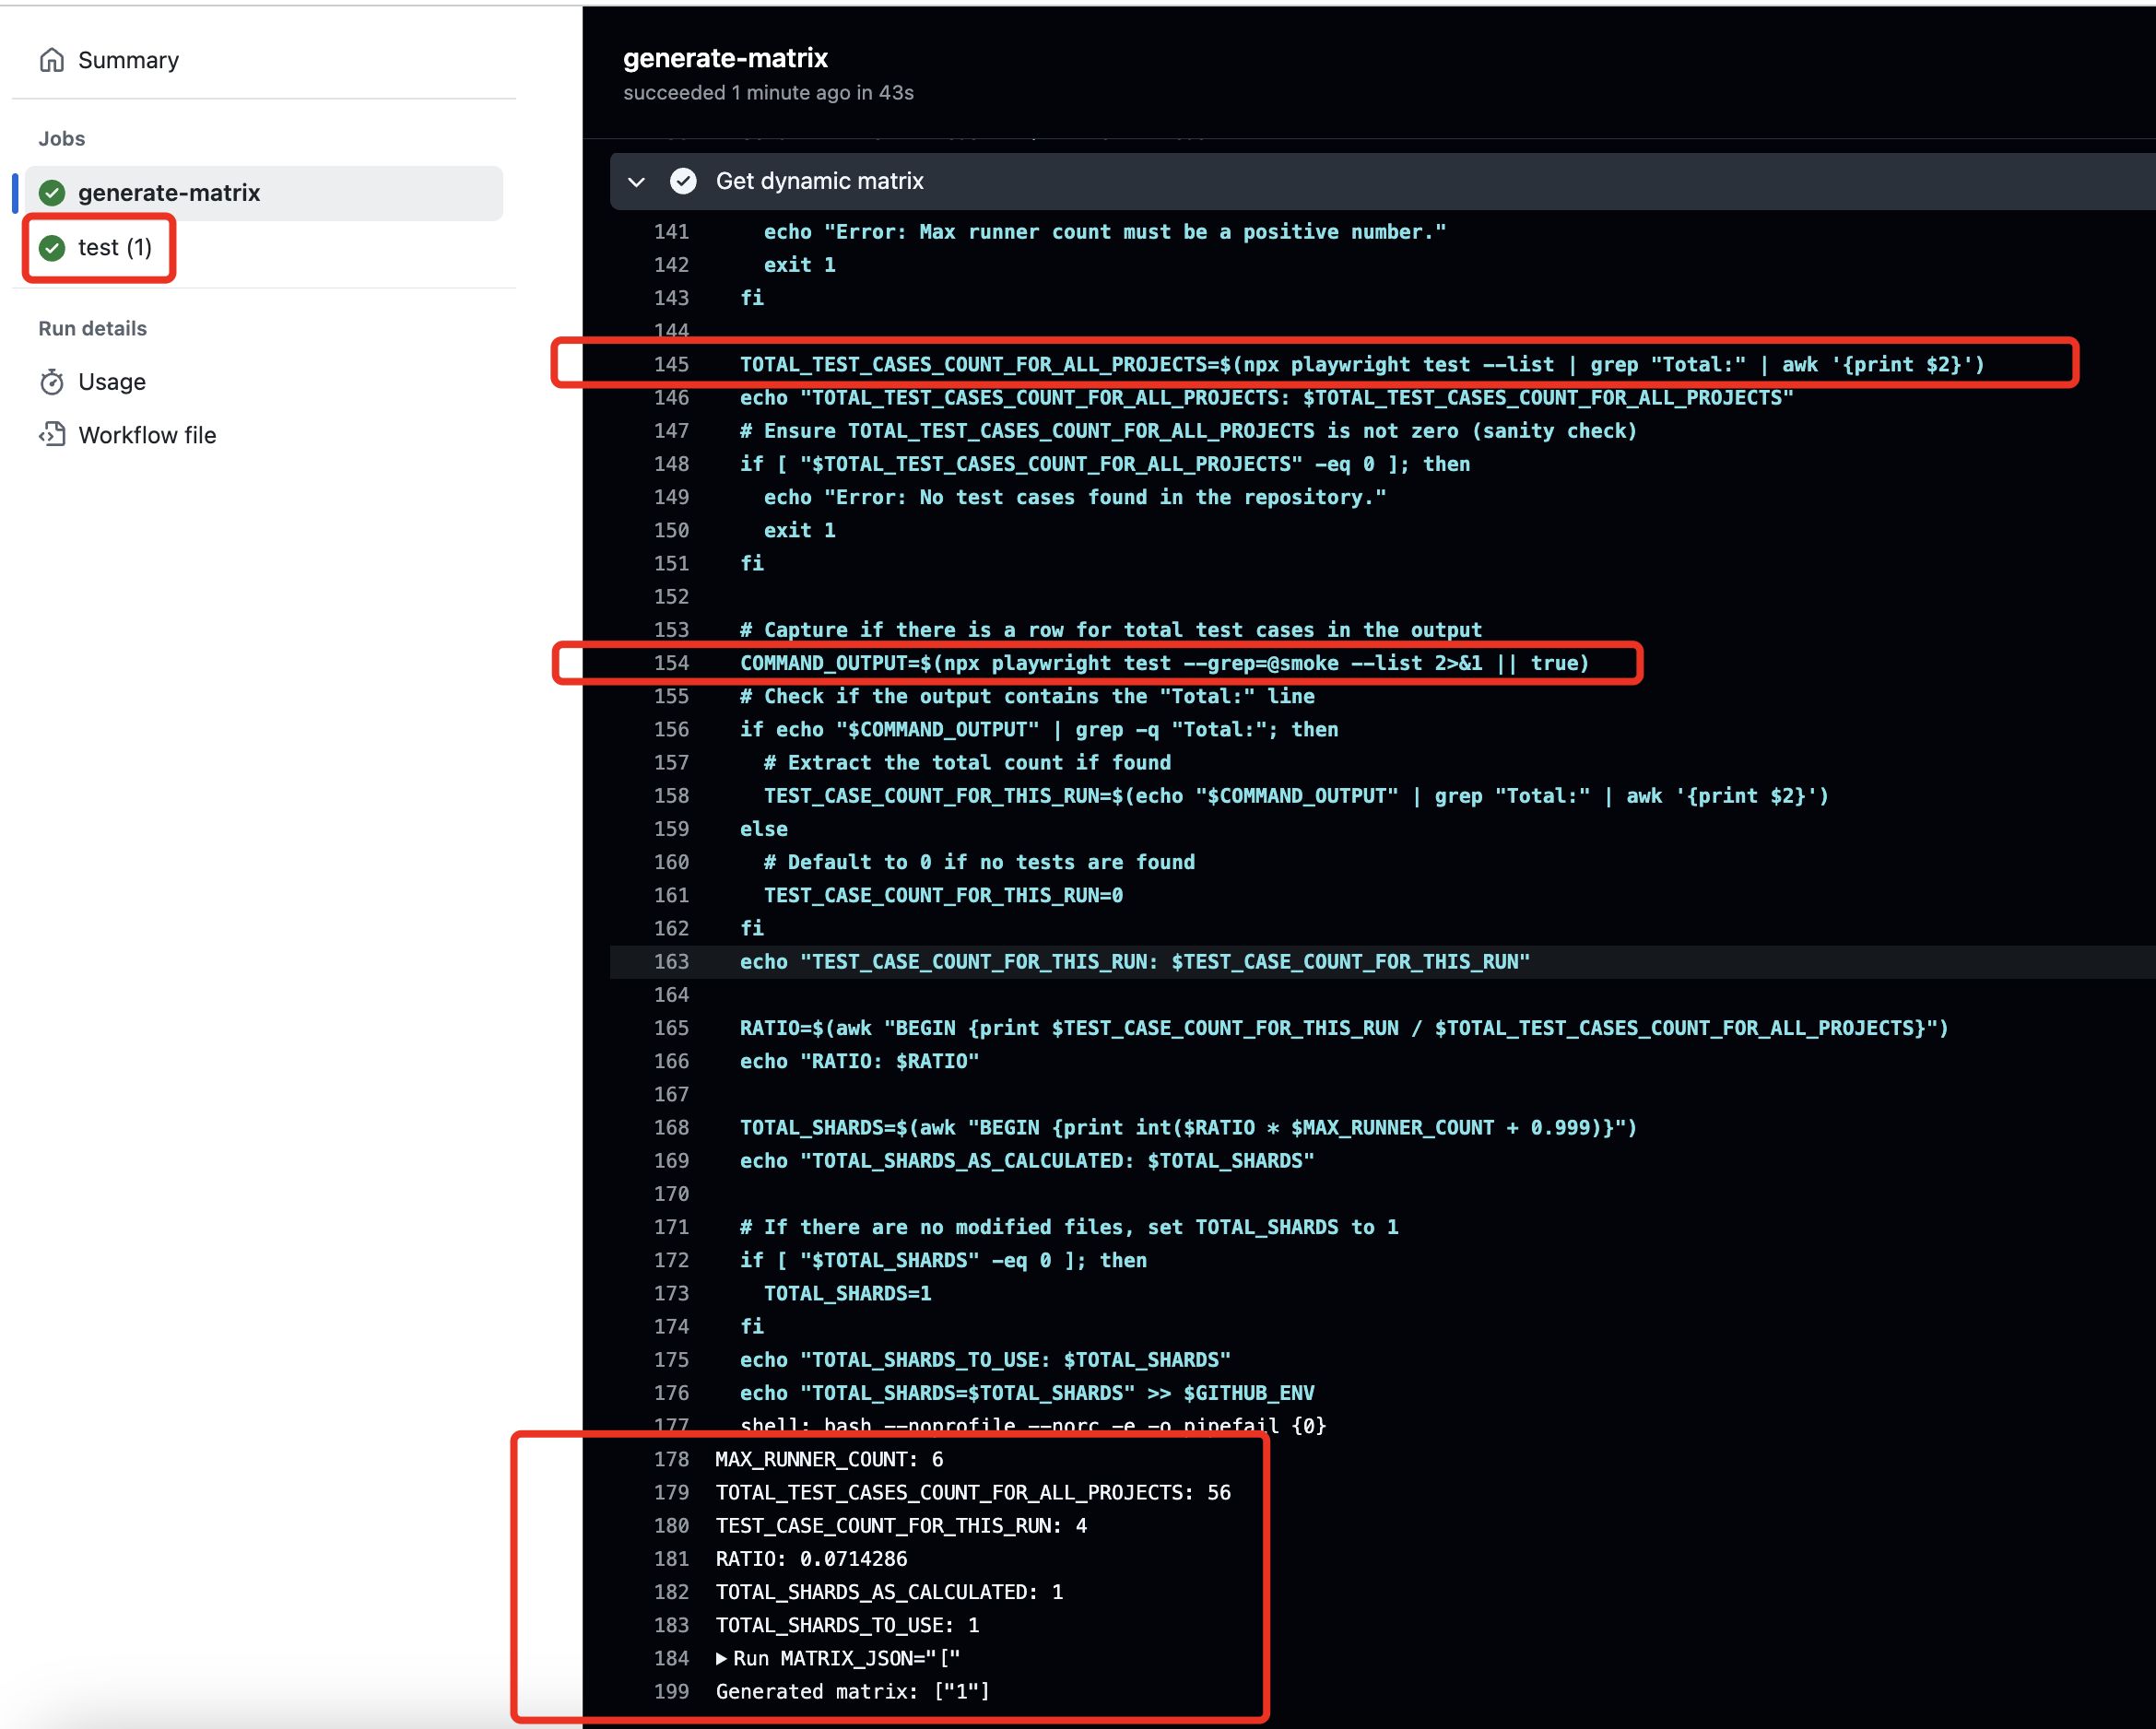 Summary
Jobs
generate-matrix
test (1)
Run details
Usage
Workflow file
generate-matrix
succeeded 1 minute ago in 43s
Get dynamic matrix
141 echo "Error: Max runner count must be a positive number."
142 exit 1
143 fi
144
145 TOTAL_TEST_CASES_COUNT_FOR_ALL_PROJECTS=$(npx playwright test --list | grep "Total:" | awk '{print $2}')
146 echo "TOTAL_TEST_CASES_COUNT_FOR_ALL_PROJECTS: $TOTAL_TEST_CASES_COUNT_FOR_ALL_PROJECTS"
147 # Ensure TOTAL_TEST_CASES_COUNT_FOR_ALL_PROJECTS is not zero (sanity check)
148 if [ "$TOTAL_TEST_CASES_COUNT_FOR_ALL_PROJECTS" -eq 0 ]; then
149 echo "Error: No test cases found in the repository."
150 exit 1
151 fi
152
153 # Capture if there is a row for total test cases in the output
154 COMMAND_OUTPUT=$(npx playwright test --grep=@smoke --list 2>&1 || true)
155 # Check if the output contains the "Total:" line
156 if echo "$COMMAND_OUTPUT" | grep -q "Total:"; then
157 # Extract the total count if found
158 TEST_CASE_COUNT_FOR_THIS_RUN=$(echo "$COMMAND_OUTPUT" | grep "Total:" | awk '{print $2}')
159 else
160 # Default to 0 if no tests are found
161 TEST_CASE_COUNT_FOR_THIS_RUN=0
162 fi
163 echo "TEST_CASE_COUNT_FOR_THIS_RUN: $TEST_CASE_COUNT_FOR_THIS_RUN"
164
165 RATIO=$(awk "BEGIN {print $TEST_CASE_COUNT_FOR_THIS_RUN / $TOTAL_TEST_CASES_COUNT_FOR_ALL_PROJECTS}")
166 echo "RATIO: $RATIO"
167
168 TOTAL_SHARDS=$(awk "BEGIN {print int($RATIO * $MAX_RUNNER_COUNT + 0.999)}")
169 echo "TOTAL_SHARDS_AS_CALCULATED: $TOTAL_SHARDS"
170
171 # If there are no modified files, set TOTAL_SHARDS to 1
172 if [ "$TOTAL_SHARDS" -eq 0 ]; then
173 TOTAL_SHARDS=1
174 fi
175 echo "TOTAL_SHARDS_TO_USE: $TOTAL_SHARDS"
176 echo "TOTAL_SHARDS=$TOTAL_SHARDS" >> $GITHUB_ENV
177 shell: bash --noprofile --norc -e -o pipefail {0}
178 MAX_RUNNER_COUNT: 6
179 TOTAL_TEST_CASES_COUNT_FOR_ALL_PROJECTS: 56
180 TEST_CASE_COUNT_FOR_THIS_RUN: 4
181 RATIO: 0.0714286
182 TOTAL_SHARDS_AS_CALCULATED: 1
183 TOTAL_SHARDS_TO_USE: 1
184 ▶Run MATRIX_JSON="["
199 Generated matrix: ["1"]